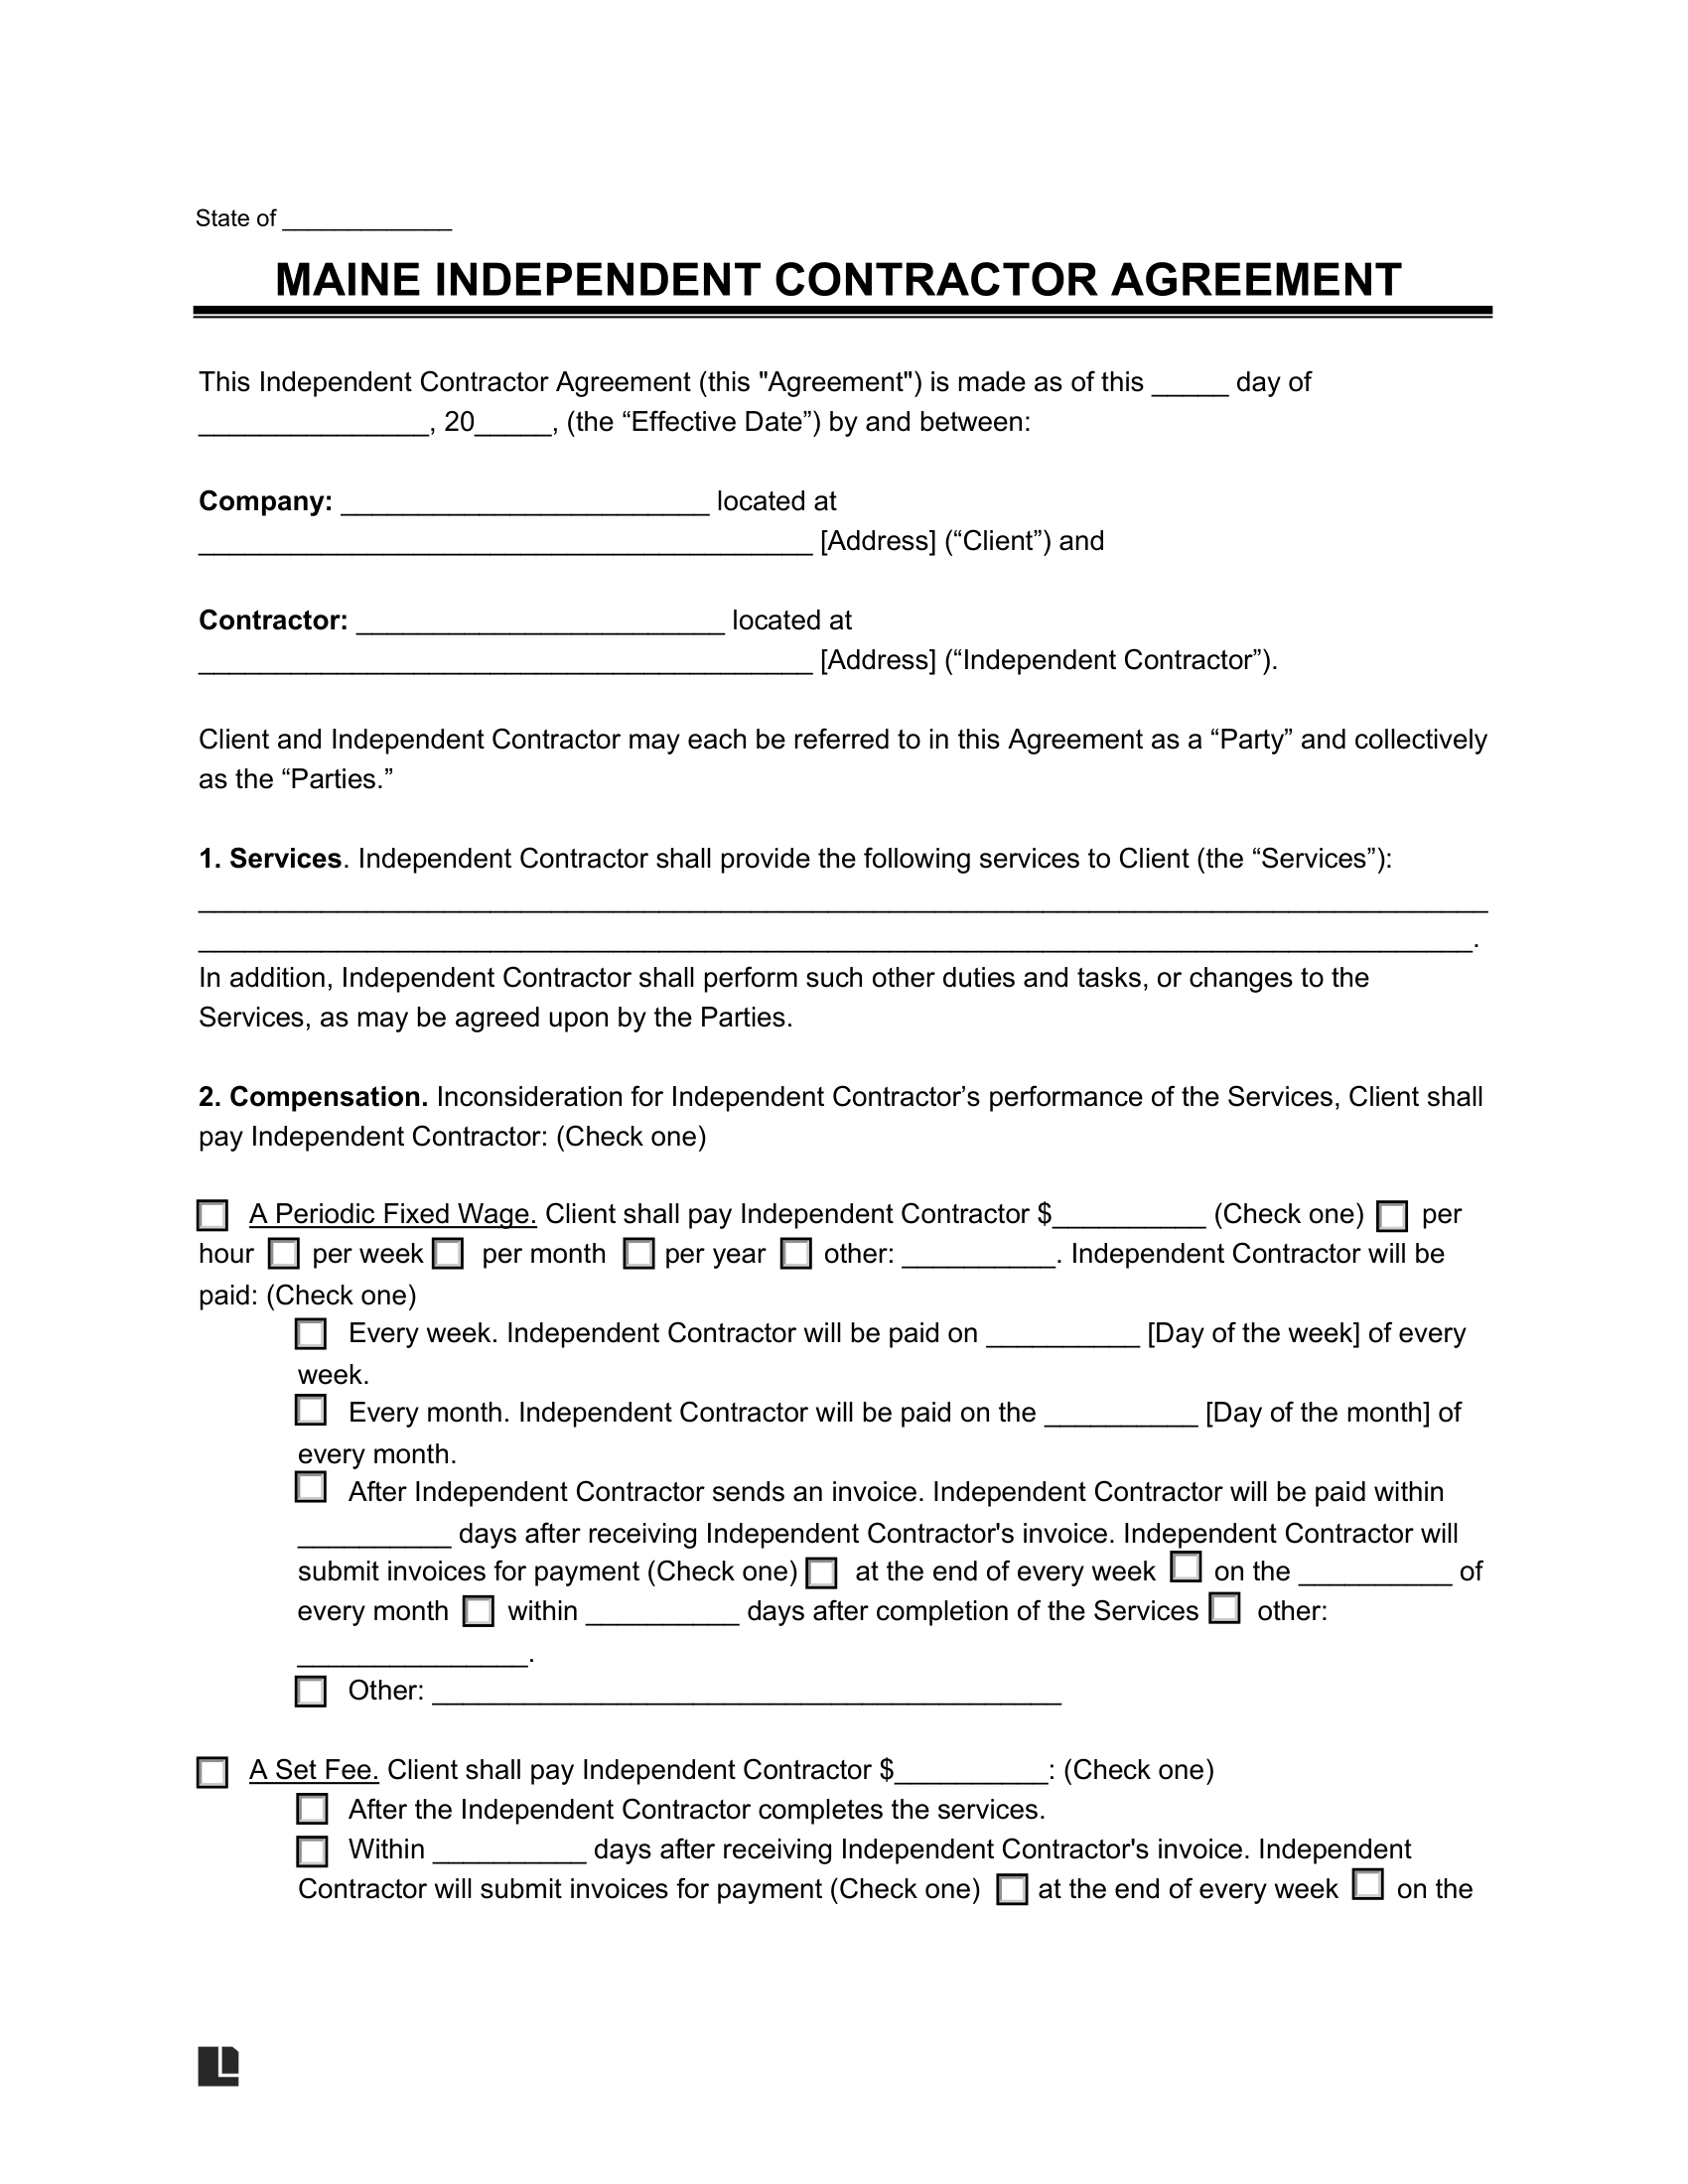 State of _____________
MAINE INDEPENDENT CONTRACTOR AGREEMENT
This Independent Contractor Agreement (this "Agreement") is made as of this _____ day of
_______________, 20_____, (the “Effective Date”) by and between:
Company: ________________________ located at
________________________________________ [Address] (“Client”) and
Contractor: ________________________ located at
________________________________________ [Address] (“Independent Contractor”).
Client and Independent Contractor may each be referred to in this Agreement as a “Party” and collectively
as the “Parties.”
1. Services. Independent Contractor shall provide the following services to Client (the “Services”):
____________________________________________________________________________________
___________________________________________________________________________________.
In addition, Independent Contractor shall perform such other duties and tasks, or changes to the
Services, as may be agreed upon by the Parties.
2. Compensation. Inconsideration for Independent Contractor’s performance of the Services, Client shall
pay Independent Contractor: (Check one)
☐ A Periodic Fixed Wage. Client shall pay Independent Contractor $__________ (Check one) ☐ per
hour ☐ per week ☐ per month ☐ per year ☐ other: __________. Independent Contractor will be
paid: (Check one)
☐ Every week. Independent Contractor will be paid on __________ [Day of the week] of every
week.
☐ Every month. Independent Contractor will be paid on the __________ [Day of the month] of
every month.
☐ After Independent Contractor sends an invoice. Independent Contractor will be paid within
__________ days after receiving Independent Contractor's invoice. Independent Contractor will
submit invoices for payment (Check one) ☐ at the end of every week ☐ on the __________ of
every month ☐ within __________ days after completion of the Services ☐ other:
_______________.
☐ Other: _________________________________________
☐ A Set Fee. Client shall pay Independent Contractor $__________: (Check one)
☐ After the Independent Contractor completes the services.
☐ Within __________ days after receiving Independent Contractor's invoice. Independent
Contractor will submit invoices for payment (Check one) ☐ at the end of every week ☐ on the